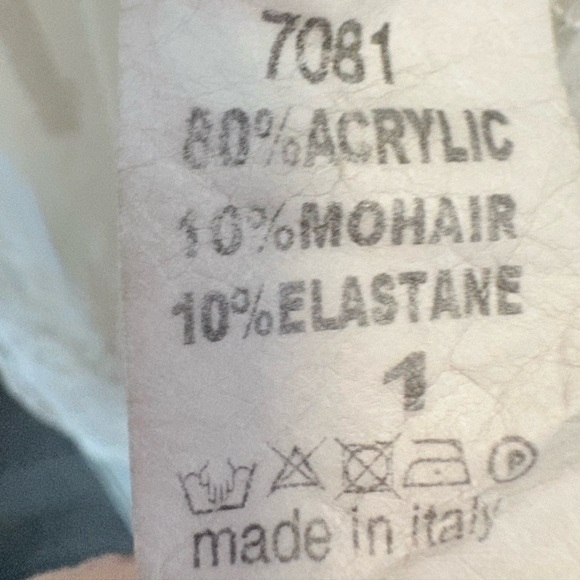 7081
80%ACRYLIC
10%MOHAIR
10%ELASTANE
1
P
made in italy